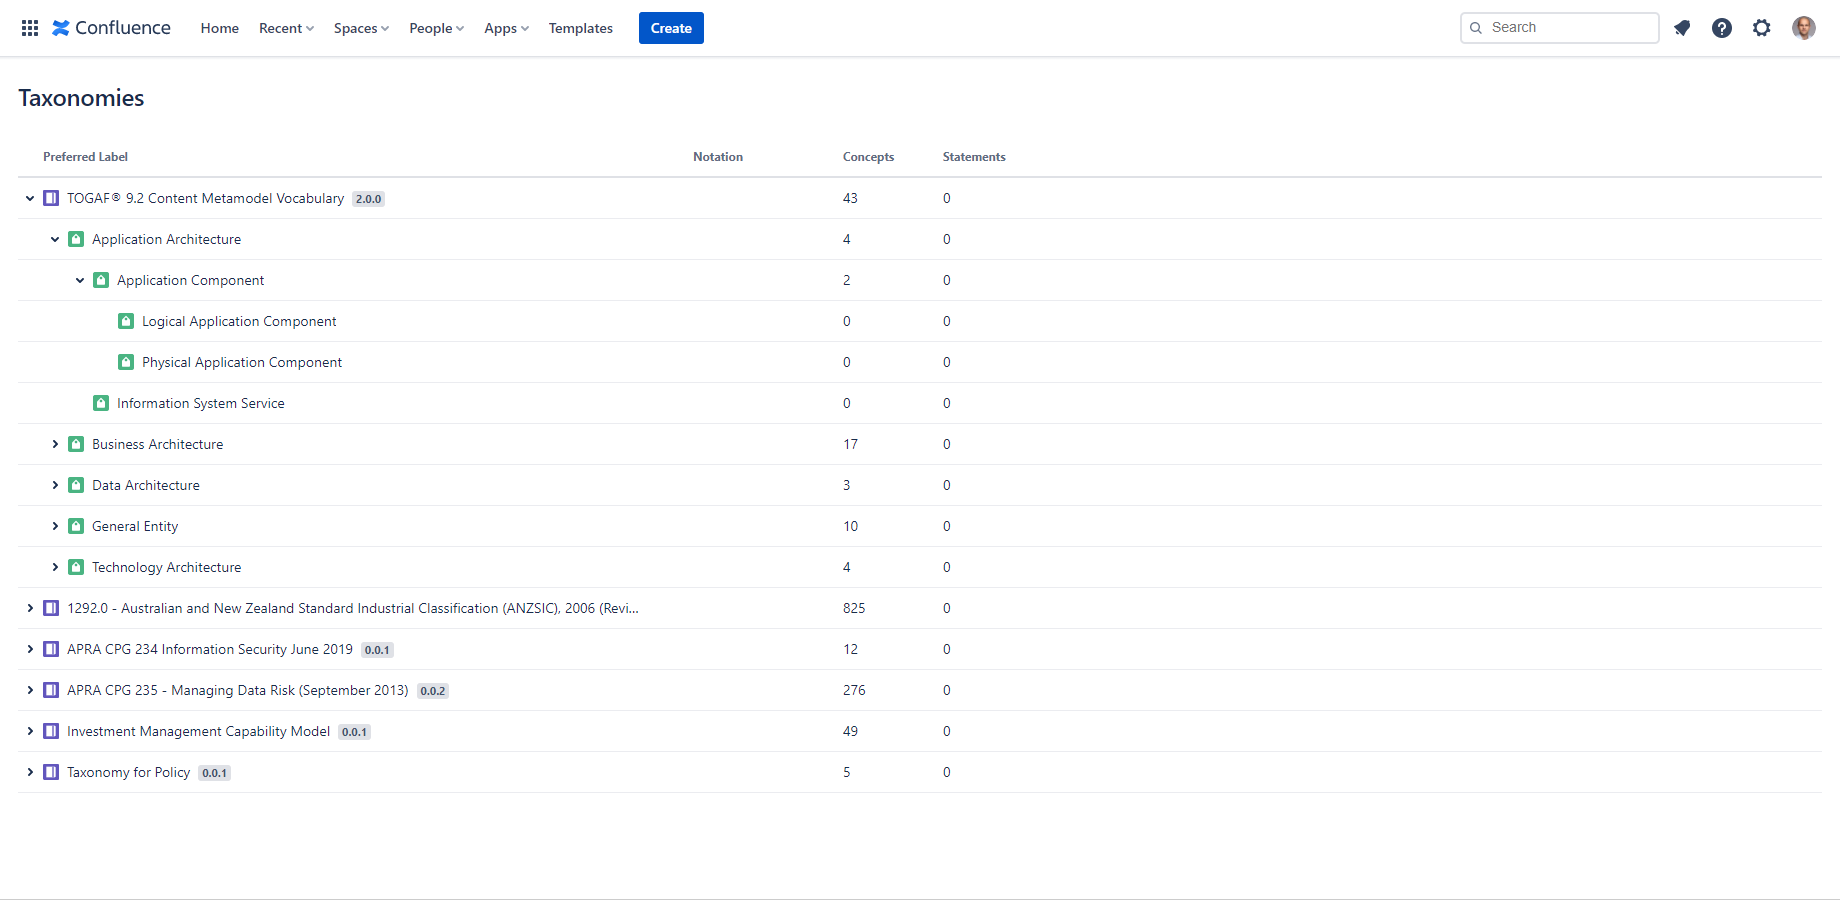 Confluence Home Recent Spaces People Apps Templates Create Search
Taxonomies
Preferred Label Notation Concepts Statements
TOGAF® 9.2 Content Metamodel Vocabulary 2.0.0 43 0
Application Architecture 4 0
Application Component 2 0
Logical Application Component 0 0
Physical Application Component 0 0
Information System Service 0 0
Business Architecture 17 0
Data Architecture 3 0
General Entity 10 0
Technology Architecture 4 0
1292.0 - Australian and New Zealand Standard Industrial Classification (ANZSIC), 2006 (Revi... 825 0
APRA CPG 234 Information Security June 2019 0.0.1 12 0
APRA CPG 235 - Managing Data Risk (September 2013) 0.0.2 276 0
Investment Management Capability Model 0.0.1 49 0
Taxonomy for Policy 0.0.1 5 0